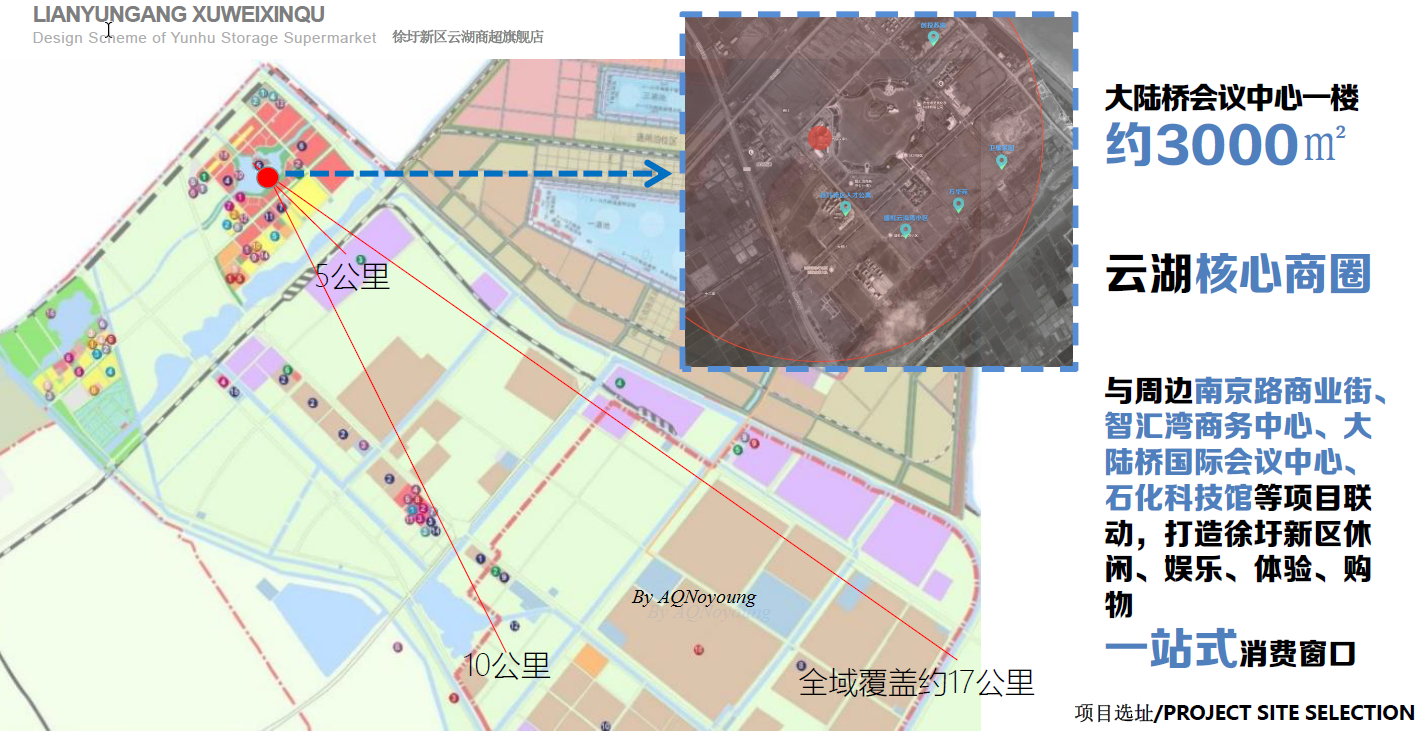 LIANYUNGANG XUWEIXINQU
Design Scheme of Yunhu Storage Supermarket 徐圩新区云湖商超旗舰店
大陆桥会议中心一楼
约3000㎡
云湖核心商圈
与周边南京路商业街、
智汇湾商务中心、大
陆桥国际会议中心、
石化科技馆等项目联
动，打造徐圩新区休
闲、娱乐、体验、购
物
一站式消费窗口
5公里
By AQNoyoung
By AQNoyoung
10公里
全域覆盖约17公里
项目选址/PROJECT SITE SELECTION